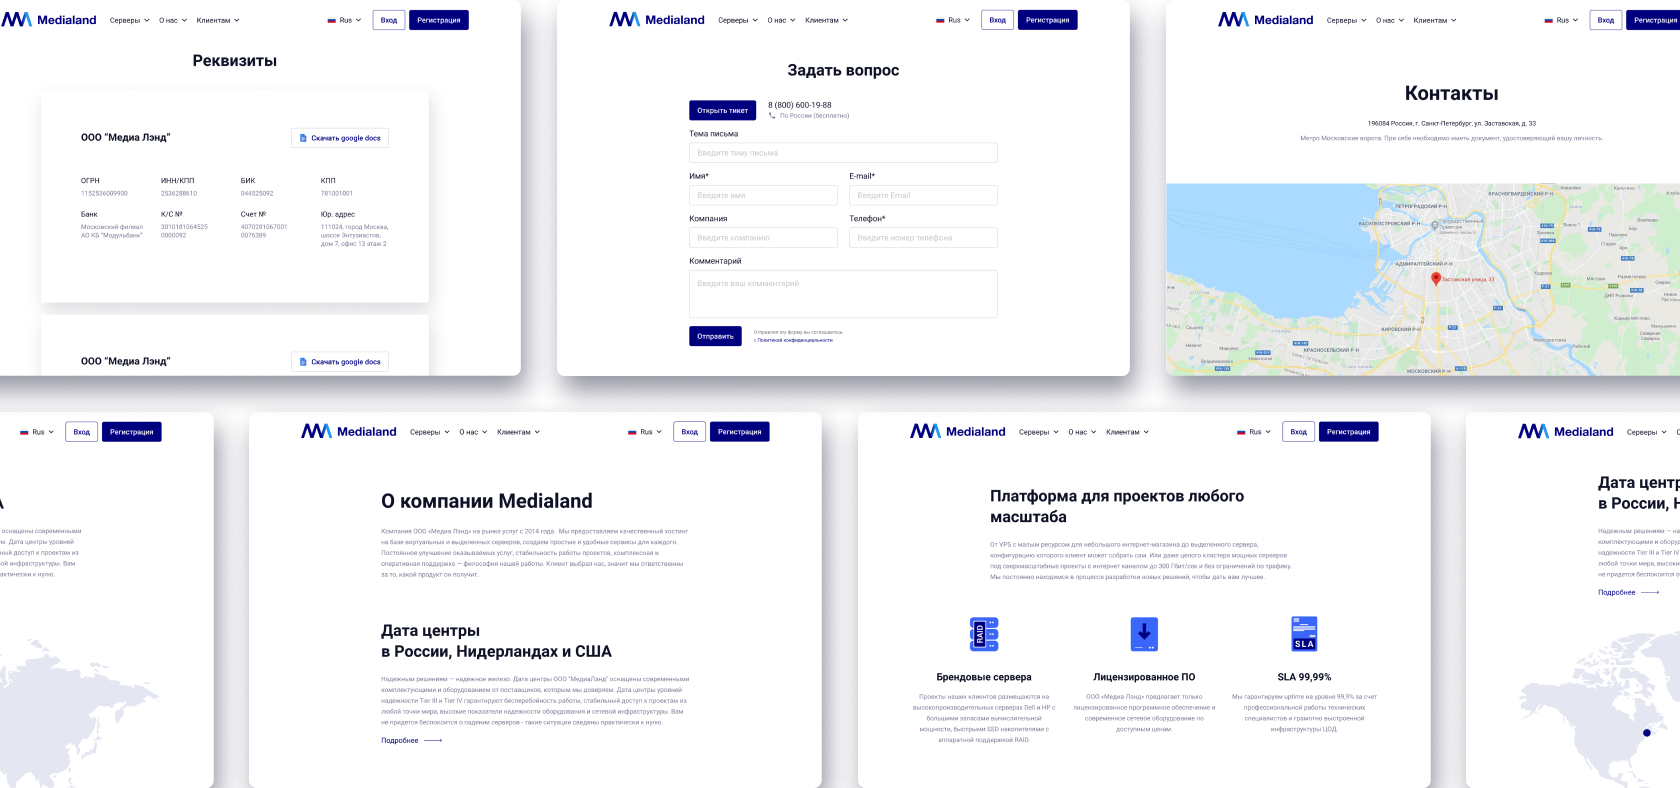 Medialand
Серверы
О нас
Клиентам
Rus
Вход
Регистрация
Реквизиты
ООО “Медиа Лэнд”
Скачать google docs
ОГРН
1152536009900
ИНН/КПП
2536288610
БИК
044525092
КПП
781001001
Банк
Московский филиал
АО КБ “Модульбанк”
К/С №
3010181064525
0000092
Счет №
4070281067001
0076389
Юр. адрес
111024, город Москва,
шоссе Энтузиастов,
дом 7, офис 13 этаж 2
ООО “Медиа Лэнд”
Скачать google docs
Medialand
Серверы
О нас
Клиентам
Rus
Вход
Регистрация
Задать вопрос
Открыть тикет
8 (800) 600-19-88
По России (бесплатно)
Тема письма
Введите тему письма
Имя*
Введите имя
E-mail*
Введите Email
Компания
Введите компанию
Телефон*
Введите номер телефона
Комментарий
Введите ваш комментарий
Отправить
Отправляя эту форму вы соглашаетесь
с Политикой конфиденциальности
Medialand
Серверы
О нас
Клиентам
Rus
Вход
Регистрация
Контакты
196084 Россия, г. Санкт-Петербург, ул. Заставская, д. 33
Метро Московские ворота. При себе необходимо иметь документ, удостоверяющий вашу личность.
КРАСНОГВАРДЕЙСКИЙ Р-Н
ПЕТРОГРАДСКИЙ Р-Н
ВАСИЛЕОСТРОВСКИЙ Р-Н
Государственный
Эрмитаж
АДМИРАЛТЕЙСКИЙ Р-Н
Заставская улица, 33
КИРОВСКИЙ Р-Н
КРАСНОСЕЛЬСКИЙ Р-Н
МОСКОВСКИЙ Р-Н
Rus
Вход
Регистрация
А
оснащены современными
м. Дата центры уровней
ный доступ к проектам из
ой инфраструктуры. Вам
актически к нулю.
Medialand
Серверы
О нас
Клиентам
Rus
Вход
Регистрация
О компании Medialand
Компания ООО «Медиа Лэнд» на рынке услуг с 2014 года. Мы предоставляем качественный хостинг
на базе виртуальных и выделенных серверов, создаем простые и удобные сервисы для каждого.
Постоянное улучшение оказываемых услуг, стабильность работы проектов, комплексная и
оперативная поддержка — философия нашей работы. Клиент выбрал нас, значит мы ответственны
за то, какой продукт он получит.
Дата центры
в России, Нидерландах и США
Надежным решениям — надежное железо. Дата центры ООО "МедиаЛэнд" оснащены современными
комплектующими и оборудованием от поставщиков, которым мы доверяем. Дата центры уровней
надежности Tier III и Tier IV гарантируют бесперебойность работы, стабильный доступ к проектам из
любой точки мира, высокие показатели надежности оборудования и сетевой инфраструктуры. Вам
не придется беспокоится о падении серверов - такие ситуации сведены практически к нулю.
Подробнее
Medialand
Серверы
О нас
Клиентам
Rus
Вход
Регистрация
Платформа для проектов любого
масштаба
От VPS с малым ресурсом для небольшого интернет-магазина до выделенного сервера,
конфигурацию которого клиент может собрать сам. Или даже целого кластера мощных серверов
под сверхмасштабные проекты с интернет каналом до 300 Гбит/сек и без ограничений по трафику.
Мы постоянно находимся в процессе разработки новых решений, чтобы дать вам лучшее.
RAID
Брендовые сервера
Проекты наших клиентов размещаются на
высокопроизводительных серверах Dell и HP с
большими запасами вычислительной
мощности, быстрыми SSD накопителями с
аппаратной поддержкой RAID.
Лицензированное ПО
ООО «Медиа Лэнд» предлагает только
лицензированное программное обеспечение и
современное сетевое оборудование по
доступным ценам.
SLA
SLA 99,99%
Мы гарантируем uptime на уровне 99,9% за счет
профессиональной работы технических
специалистов и грамотно выстроенной
инфраструктуры ЦОД.
Medialand
Серверы
Дата центр
в России, Н
Надежным решениям — на
комплектующими и оборуд
надежности Tier III и Tier IV
любой точки мира, высоки
не придется беспокоится о
Подробнее